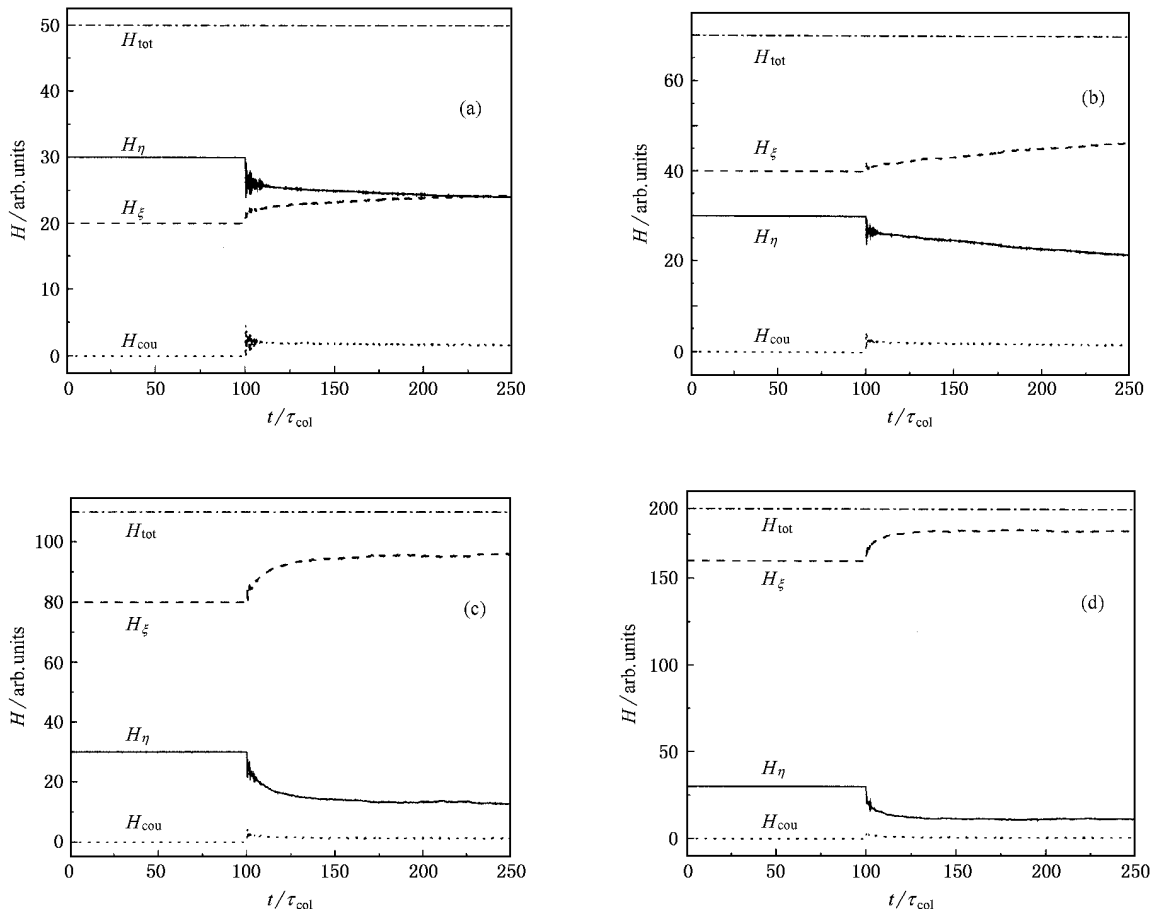 50
H_tot
40
(a)
H_η
30
H / arb. units
H_ξ
20
10
H_cou
0
0 50 100 150 200 250
t/τ_col
H_tot
60
(b)
H_ξ
40
H / arb. units
H_η
20
H_cou
0
0 50 100 150 200 250
t/τ_col
H_tot
100
80
H_ξ
(c)
H / arb. units
60
40
H_η
20
H_cou
0
0 50 100 150 200 250
t/τ_col
200
H_tot
150
H_ξ
(d)
H / arb. units
100
50
H_η
H_cou
0
0 50 100 150 200 250
t/τ_col